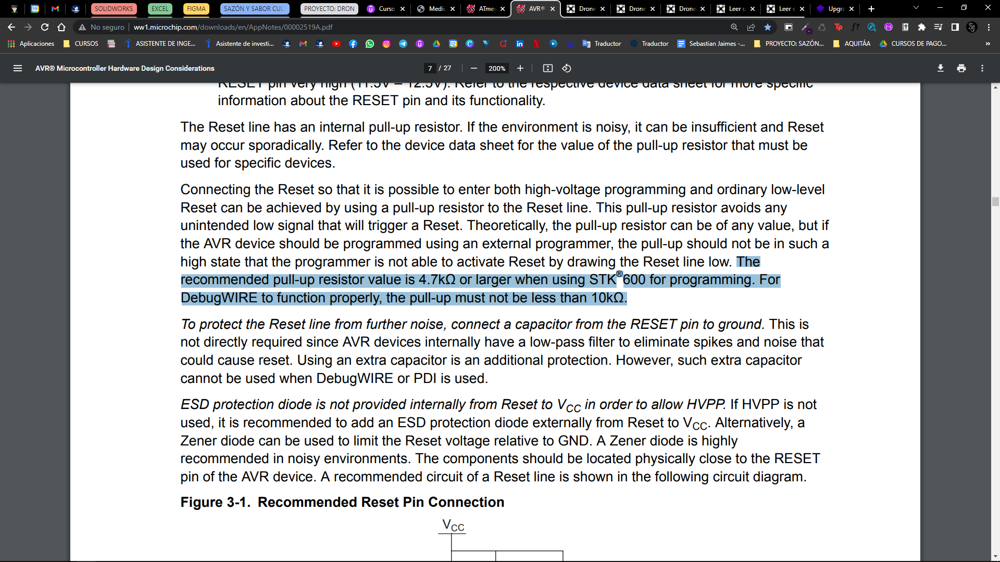 SOLIDWORKS
EXCEL
FIGMA
SAZÓN Y SABOR CUL
PROYECTO: DRON
Curso
Mediu
ATme
AVR®
Drone
Drone
Drone
Leer u
Leer s
Upgra
No seguro
ww1.microchip.com/downloads/en/AppNotes/00002519A.pdf
Aplicaciones
CURSOS
ASISTENTE DE INGE...
Asistente de investi...
Traductor
Traductor
Sebastian Jaimes -...
PROYECTO: SAZÓN...
AQUITÁA
CURSOS DE PAGO...
»
AVR® Microcontroller Hardware Design Considerations
7 / 27
200%
RESET pin very high (11.5V – 12.5V). Refer to the respective device data sheet for more specific
information about the RESET pin and its functionality.
The Reset line has an internal pull-up resistor. If the environment is noisy, it can be insufficient and Reset
may occur sporadically. Refer to the device data sheet for the value of the pull-up resistor that must be
used for specific devices.
Connecting the Reset so that it is possible to enter both high-voltage programming and ordinary low-level
Reset can be achieved by using a pull-up resistor to the Reset line. This pull-up resistor avoids any
unintended low signal that will trigger a Reset. Theoretically, the pull-up resistor can be of any value, but if
the AVR device should be programmed using an external programmer, the pull-up should not be in such a
high state that the programmer is not able to activate Reset by drawing the Reset line low. The
recommended pull-up resistor value is 4.7kΩ or larger when using STK®600 for programming. For
DebugWIRE to function properly, the pull-up must not be less than 10kΩ.
To protect the Reset line from further noise, connect a capacitor from the RESET pin to ground. This is
not directly required since AVR devices internally have a low-pass filter to eliminate spikes and noise that
could cause reset. Using an extra capacitor is an additional protection. However, such extra capacitor
cannot be used when DebugWIRE or PDI is used.
ESD protection diode is not provided internally from Reset to VCC in order to allow HVPP. If HVPP is not
used, it is recommended to add an ESD protection diode externally from Reset to VCC. Alternatively, a
Zener diode can be used to limit the Reset voltage relative to GND. A Zener diode is highly
recommended in noisy environments. The components should be located physically close to the RESET
pin of the AVR device. A recommended circuit of a Reset line is shown in the following circuit diagram.
Figure 3-1. Recommended Reset Pin Connection
VCC